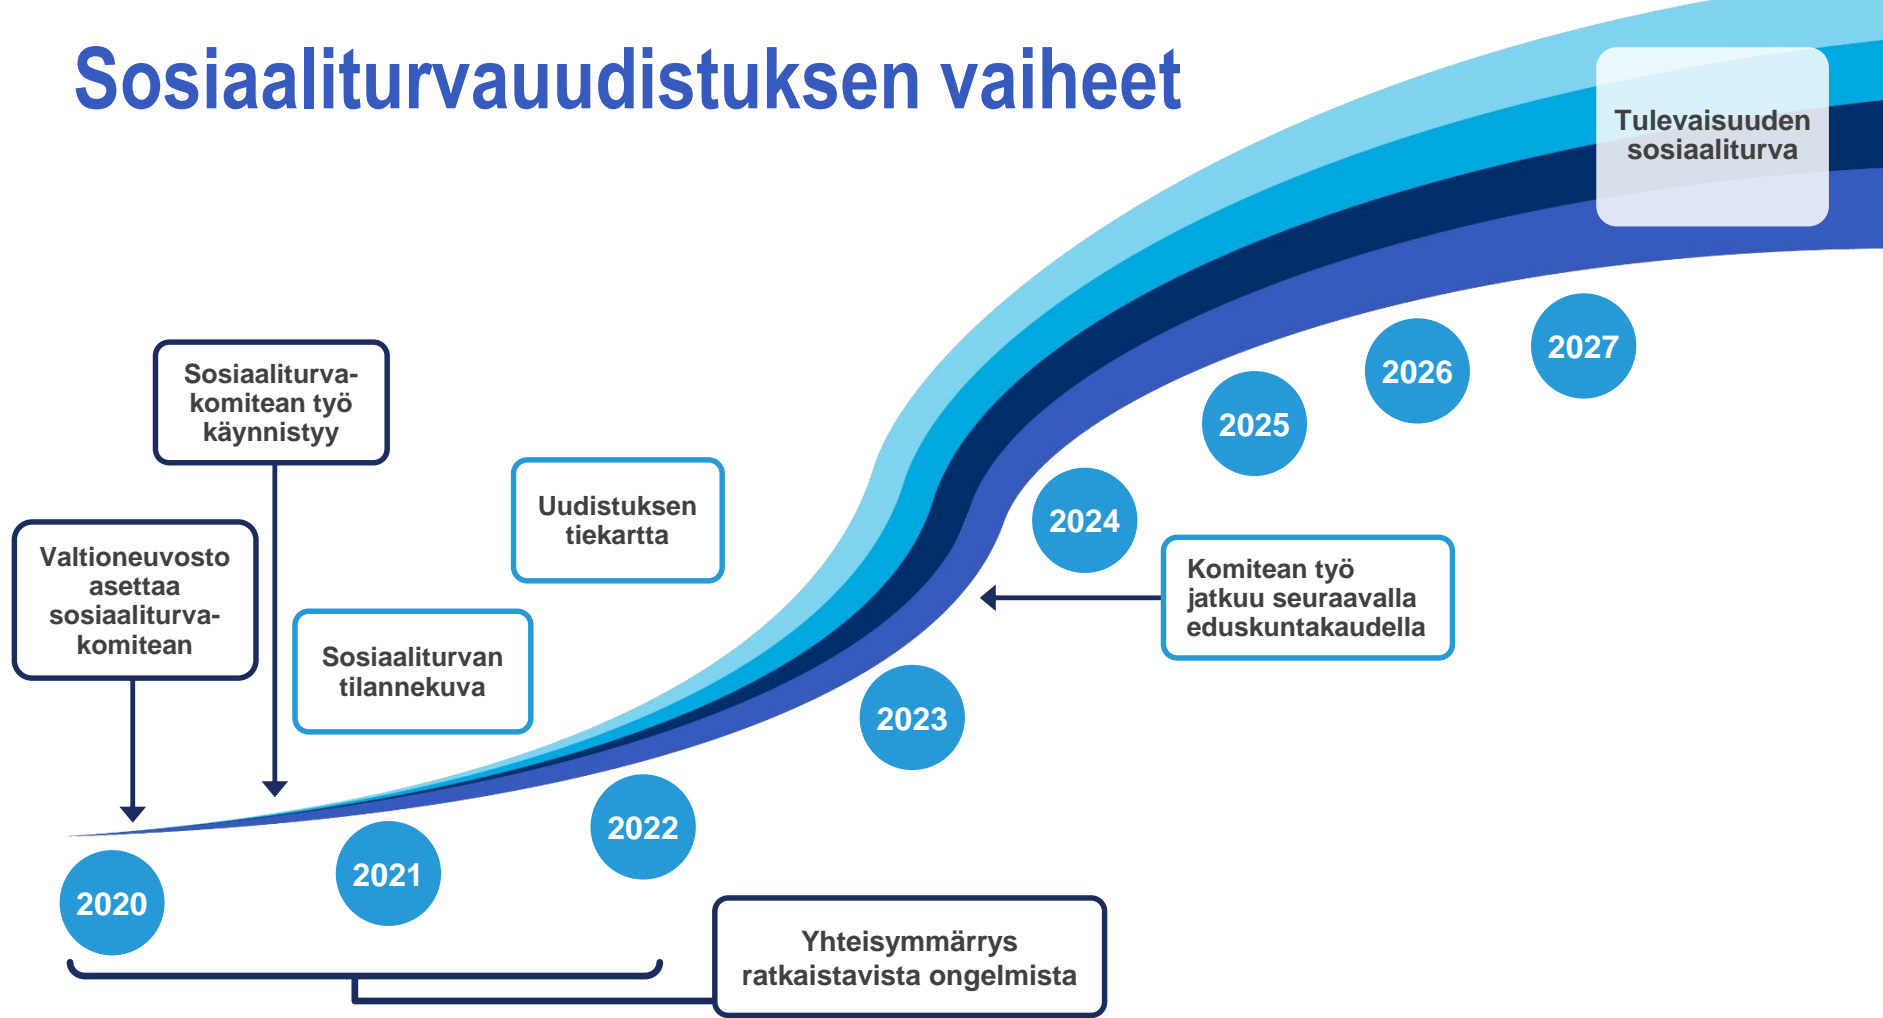 Sosiaaliturvauudistuksen vaiheet
Tulevaisuuden
sosiaaliturva
Sosiaaliturva-
komitean työ
käynnistyy
Valtioneuvosto
asettaa
sosiaaliturva-
komitean
Sosiaaliturvan
tilannekuva
Uudistuksen
tiekartta
Komitean työ
jatkuu seuraavalla
eduskuntakaudella
2020
2021
2022
2023
2024
2025
2026
2027
Yhteisymmärrys
ratkaistavista ongelmista